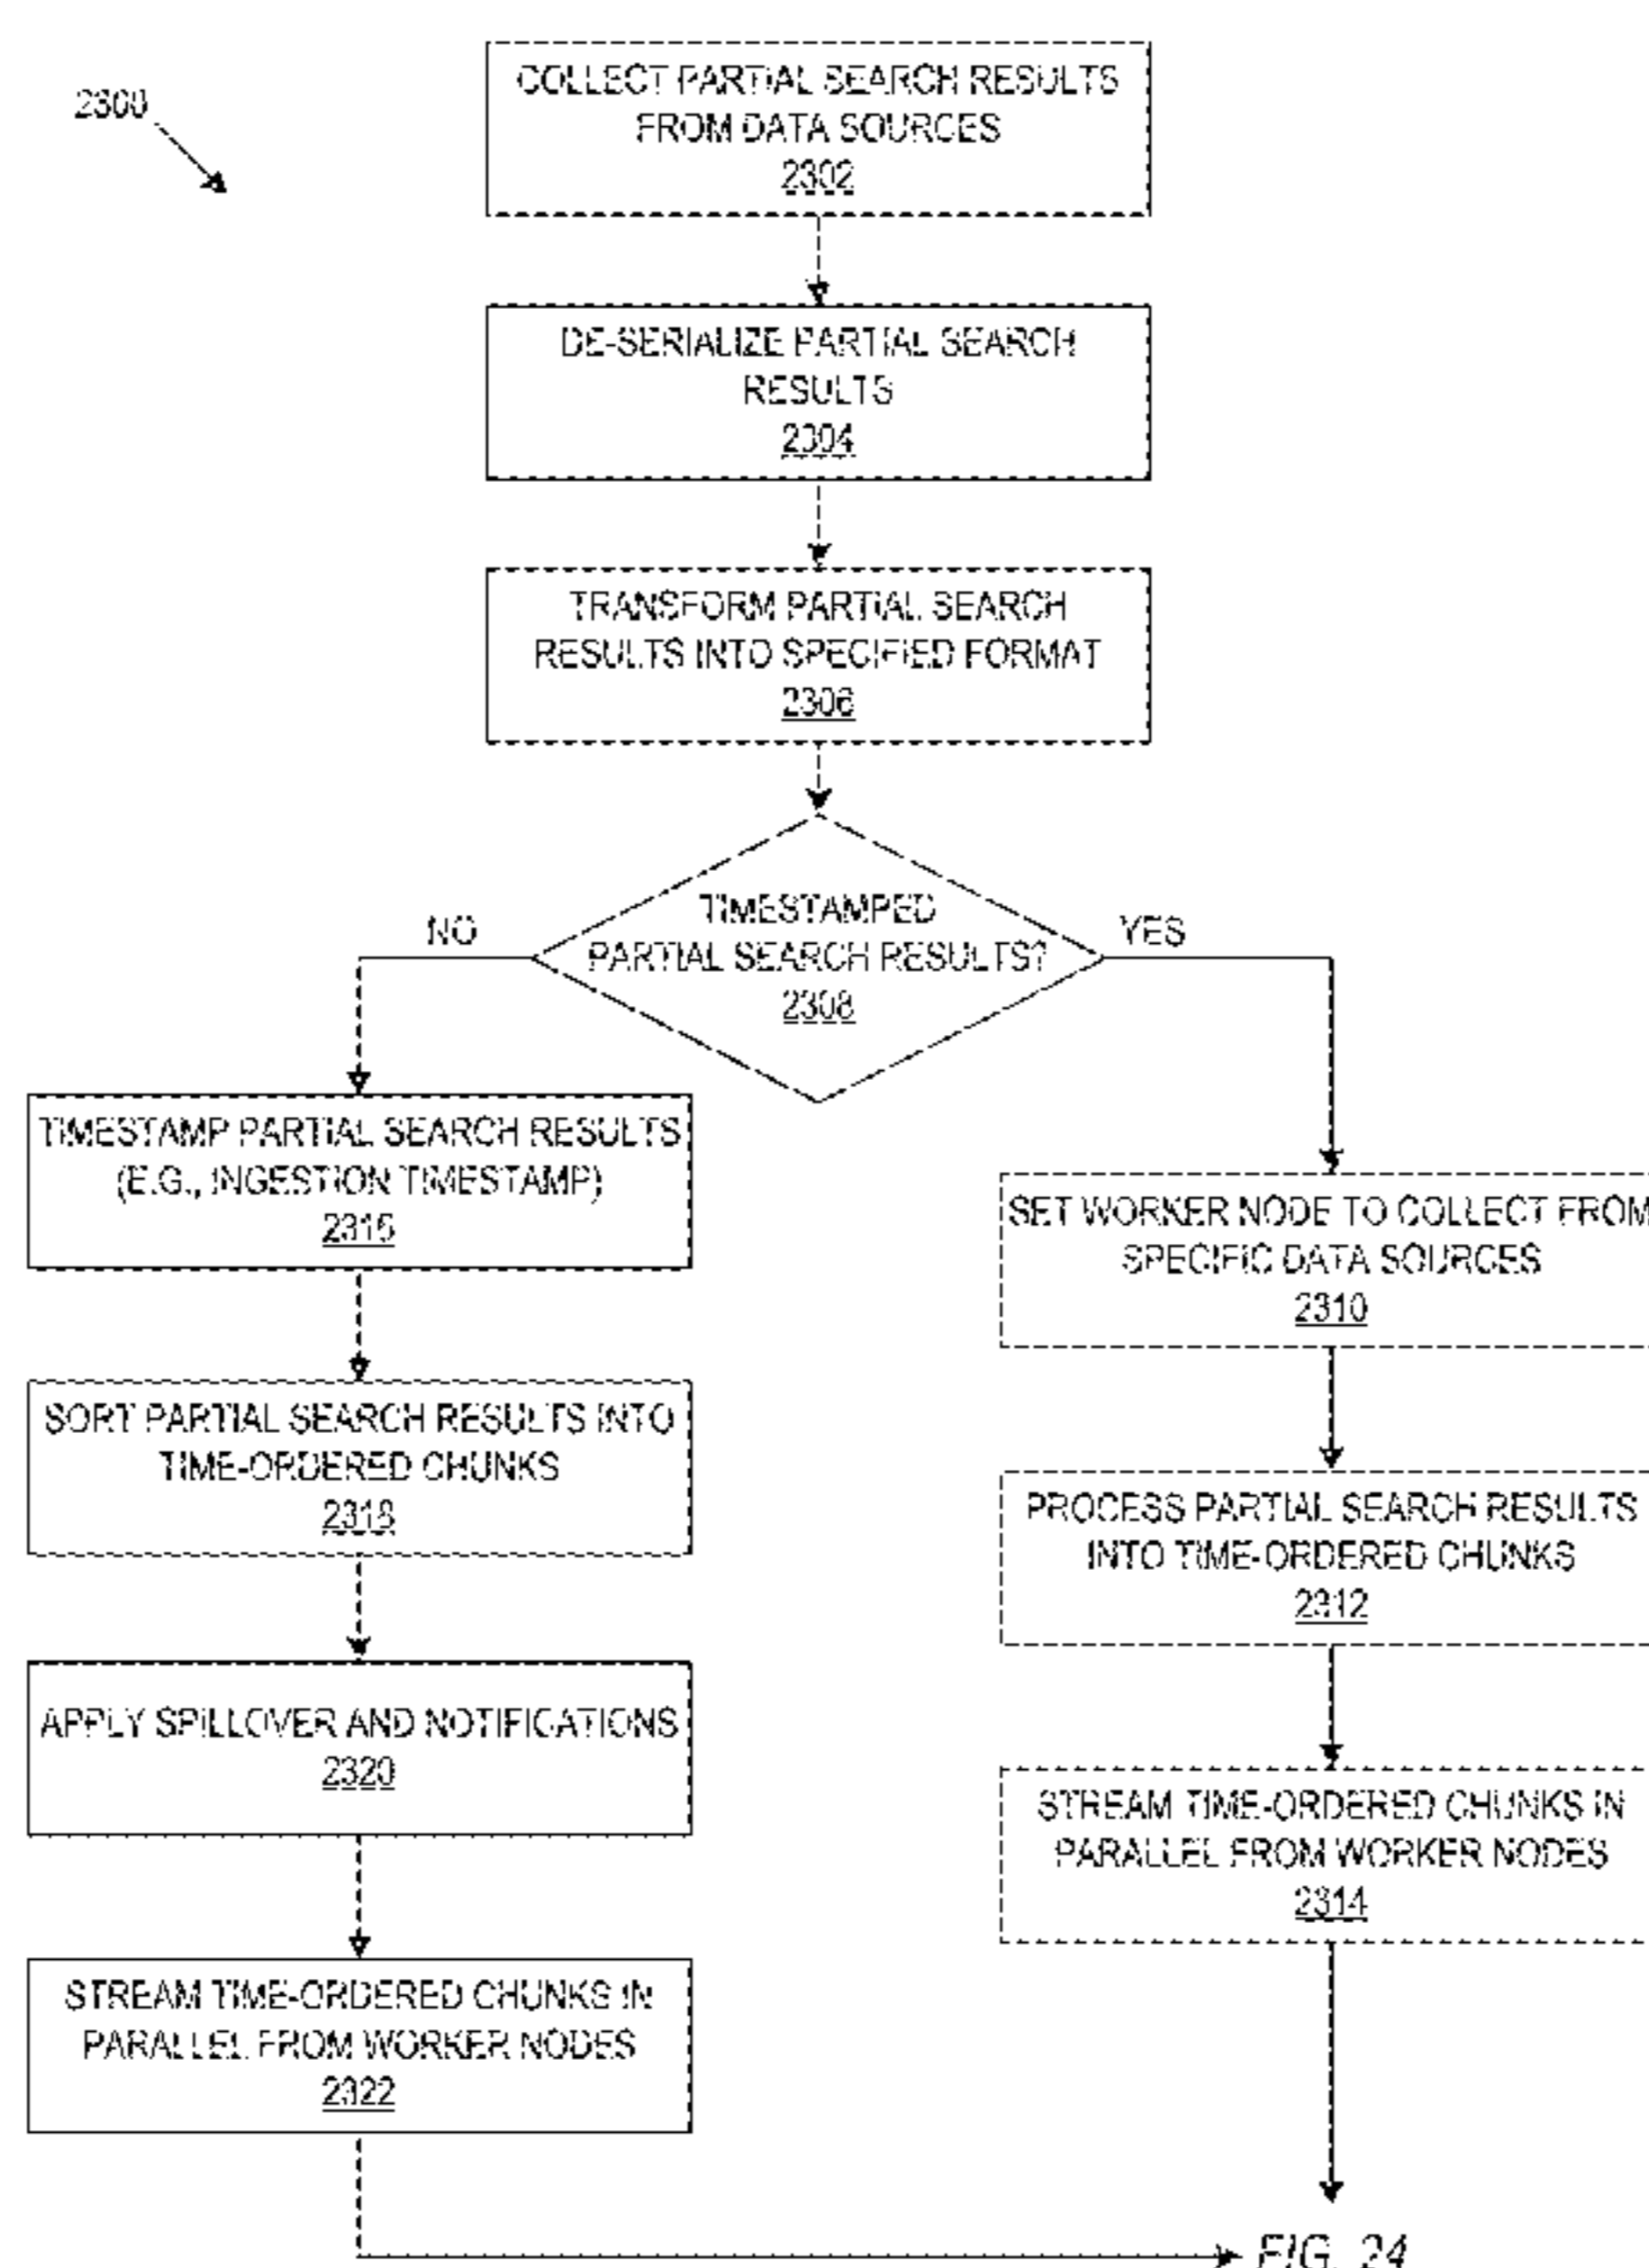 2300
COLLECT PARTIAL SEARCH RESULTS
FROM DATA SOURCES
2302
DE-SERIALIZE PARTIAL SEARCH
RESULTS
2304
TRANSFORM PARTIAL SEARCH
RESULTS INTO SPECIFIED FORMAT
2306
TIMESTAMPED
PARTIAL SEARCH RESULTS?
2308
NO
YES
TIMESTAMP PARTIAL SEARCH RESULTS
(E.G., INGESTION TIMESTAMP)
2316
SORT PARTIAL SEARCH RESULTS INTO
TIME-ORDERED CHUNKS
2318
APPLY SPILLOVER AND NOTIFICATIONS
2320
STREAM TIME-ORDERED CHUNKS IN
PARALLEL FROM WORKER NODES
2322
SET WORKER NODE TO COLLECT FROM
SPECIFIC DATA SOURCES
2310
PROCESS PARTIAL SEARCH RESULTS
INTO TIME-ORDERED CHUNKS
2312
STREAM TIME-ORDERED CHUNKS IN
PARALLEL FROM WORKER NODES
2314
FIG. 24